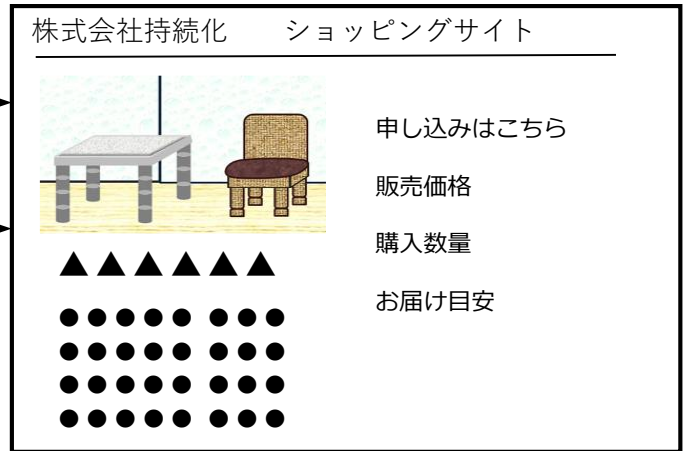 株式会社持続化　　ショッピングサイト
申し込みはこちら
販売価格
購入数量
お届け目安
▲▲▲▲▲▲
●●●●● ●●●
●●●●● ●●●
●●●●● ●●●
●●●●● ●●●